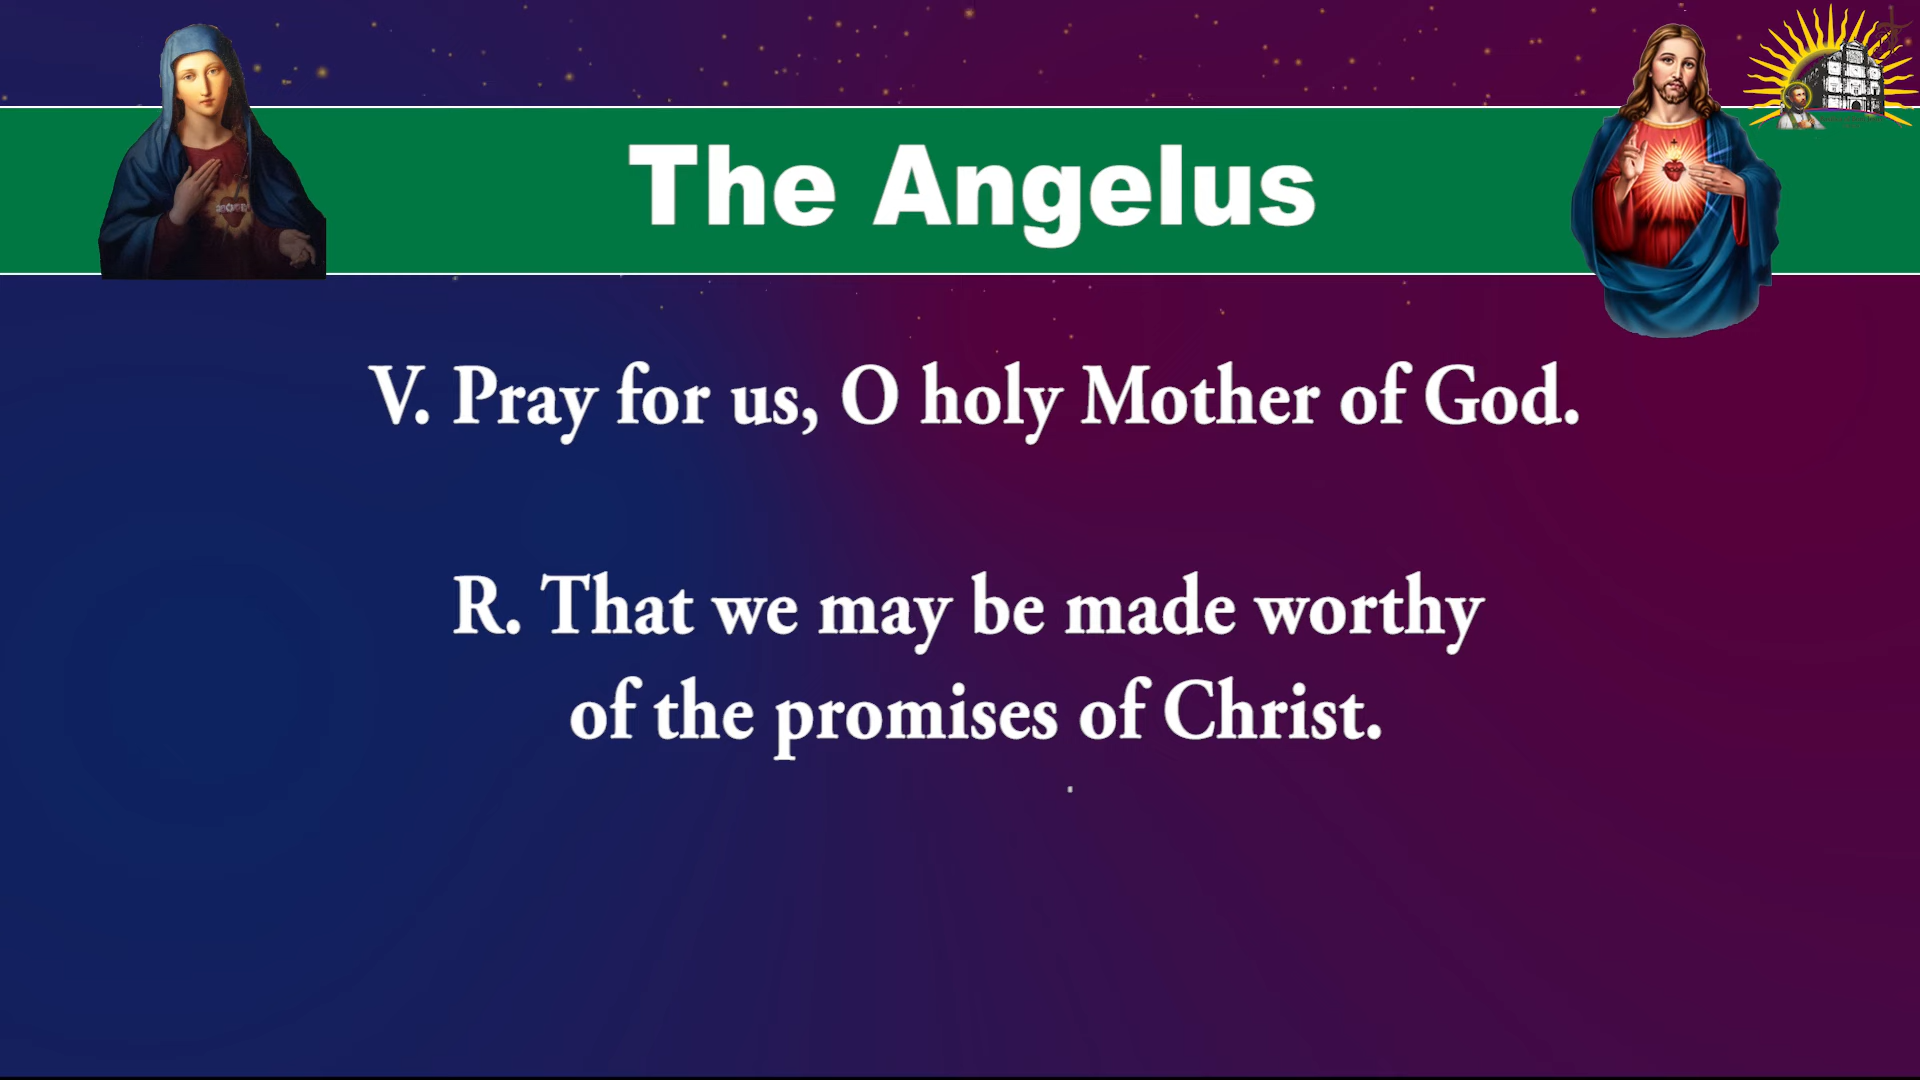 The Angelus
V. Pray for us, O holy Mother of God.
R. That we may be made worthy
of the promises of Christ.